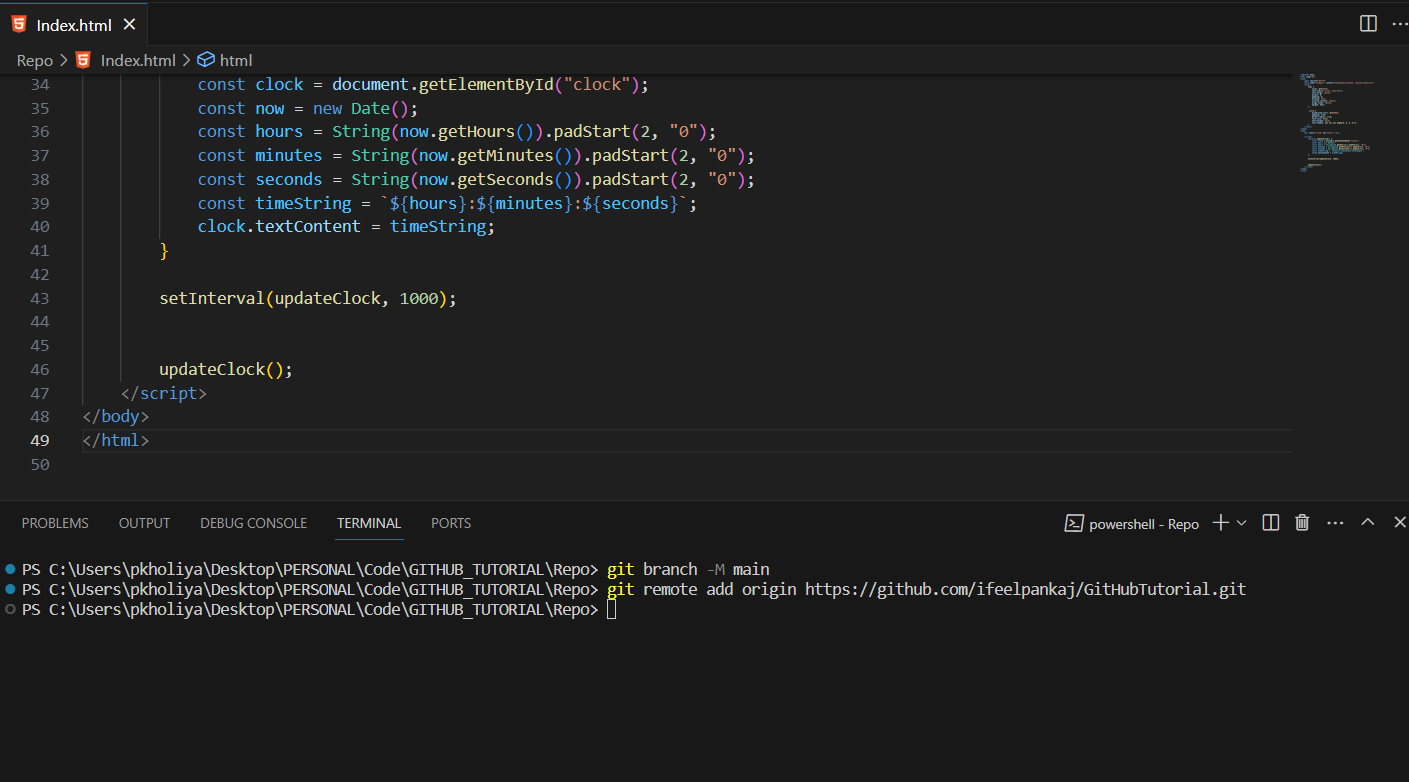 Index.html
Repo > Index.html > html
34 const clock = document.getElementById("clock");
35 const now = new Date();
36 const hours = String(now.getHours()).padStart(2, "0");
37 const minutes = String(now.getMinutes()).padStart(2, "0");
38 const seconds = String(now.getSeconds()).padStart(2, "0");
39 const timeString = `${hours}:${minutes}:${seconds}`;
40 clock.textContent = timeString;
41 }
42
43 setInterval(updateClock, 1000);
44
45
46 updateClock();
47 </script>
48 </body>
49 </html>
50
PROBLEMS OUTPUT DEBUG CONSOLE TERMINAL PORTS powershell - Repo
PS C:\Users\pkholiya\Desktop\PERSONAL\Code\GITHUB_TUTORIAL\Repo> git branch -M main
PS C:\Users\pkholiya\Desktop\PERSONAL\Code\GITHUB_TUTORIAL\Repo> git remote add origin https://github.com/ifeelpankaj/GitHubTutorial.git
PS C:\Users\pkholiya\Desktop\PERSONAL\Code\GITHUB_TUTORIAL\Repo>